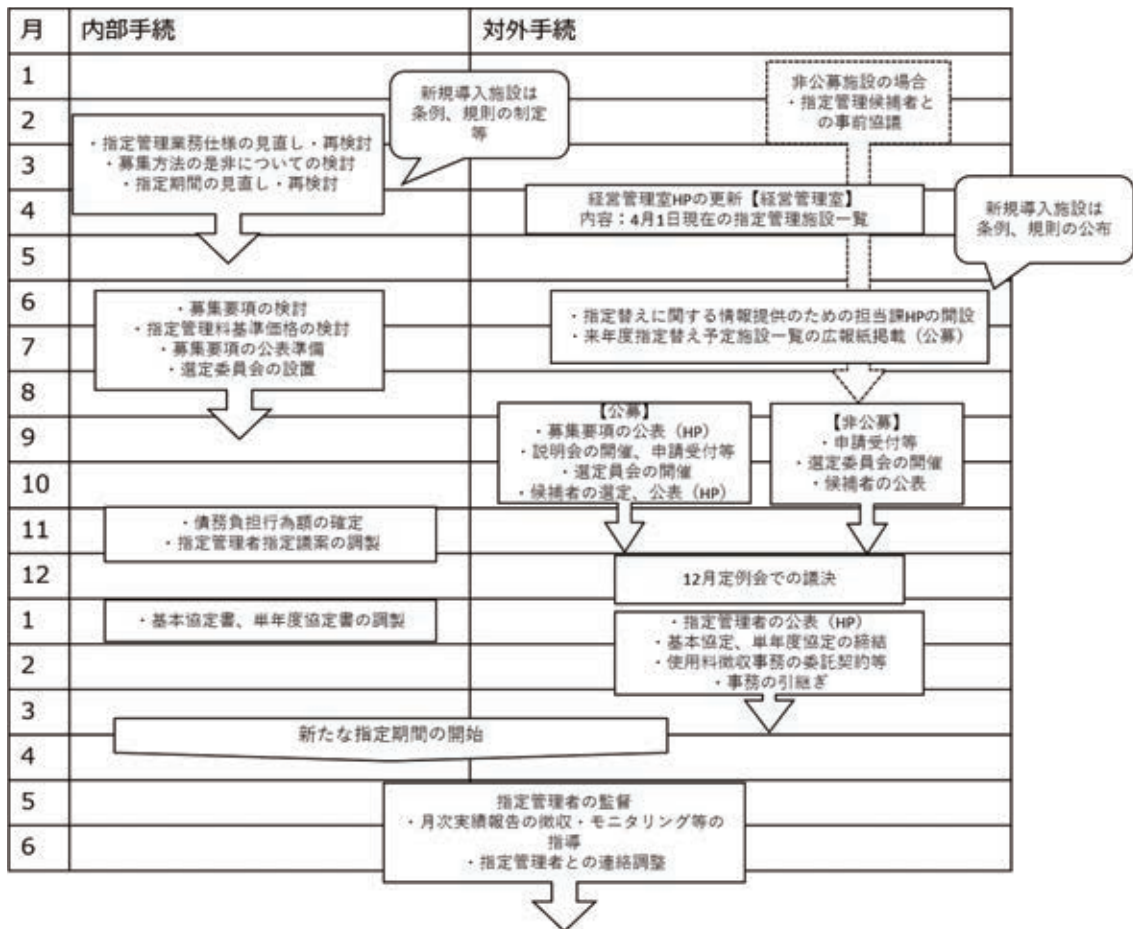 月
内部手続
対外手続
1
2
3
4
5
6
7
8
9
10
11
12
1
2
3
4
5
6
新規導入施設は
条例、規則の制定
等
非公募施設の場合
・指定管理候補者と
の事前協議
・指定管理業務仕様の見直し・再検討
・募集方法の是非についての検討
・指定期間の見直し・再検討
経営管理室HPの更新【経営管理室】
内容：4月1日現在の指定管理施設一覧
新規導入施設は
条例、規則の公布
・募集要項の検討
・指定管理料基準価格の検討
・募集要項の公表準備
・選定委員会の設置
・指定替えに関する情報提供のための担当課HPの開設
・来年度指定替え予定施設一覧の広報紙掲載（公募）
【公募】
・募集要項の公表（HP）
・説明会の開催、申請受付等
・選定員会の開催
・候補者の選定、公表（HP）
【非公募】
・申請受付等
・選定委員会の開催
・候補者の公表
・債務負担行為額の確定
・指定管理者指定議案の調製
12月定例会での議決
・基本協定書、単年度協定書の調製
・指定管理者の公表（HP）
・基本協定、単年度協定の締結
・使用料徴収事務の委託契約等
・事務の引継ぎ
新たな指定期間の開始
指定管理者の監督
・月次実績報告の徴収・モニタリング等の
指導
・指定管理者との連絡調整